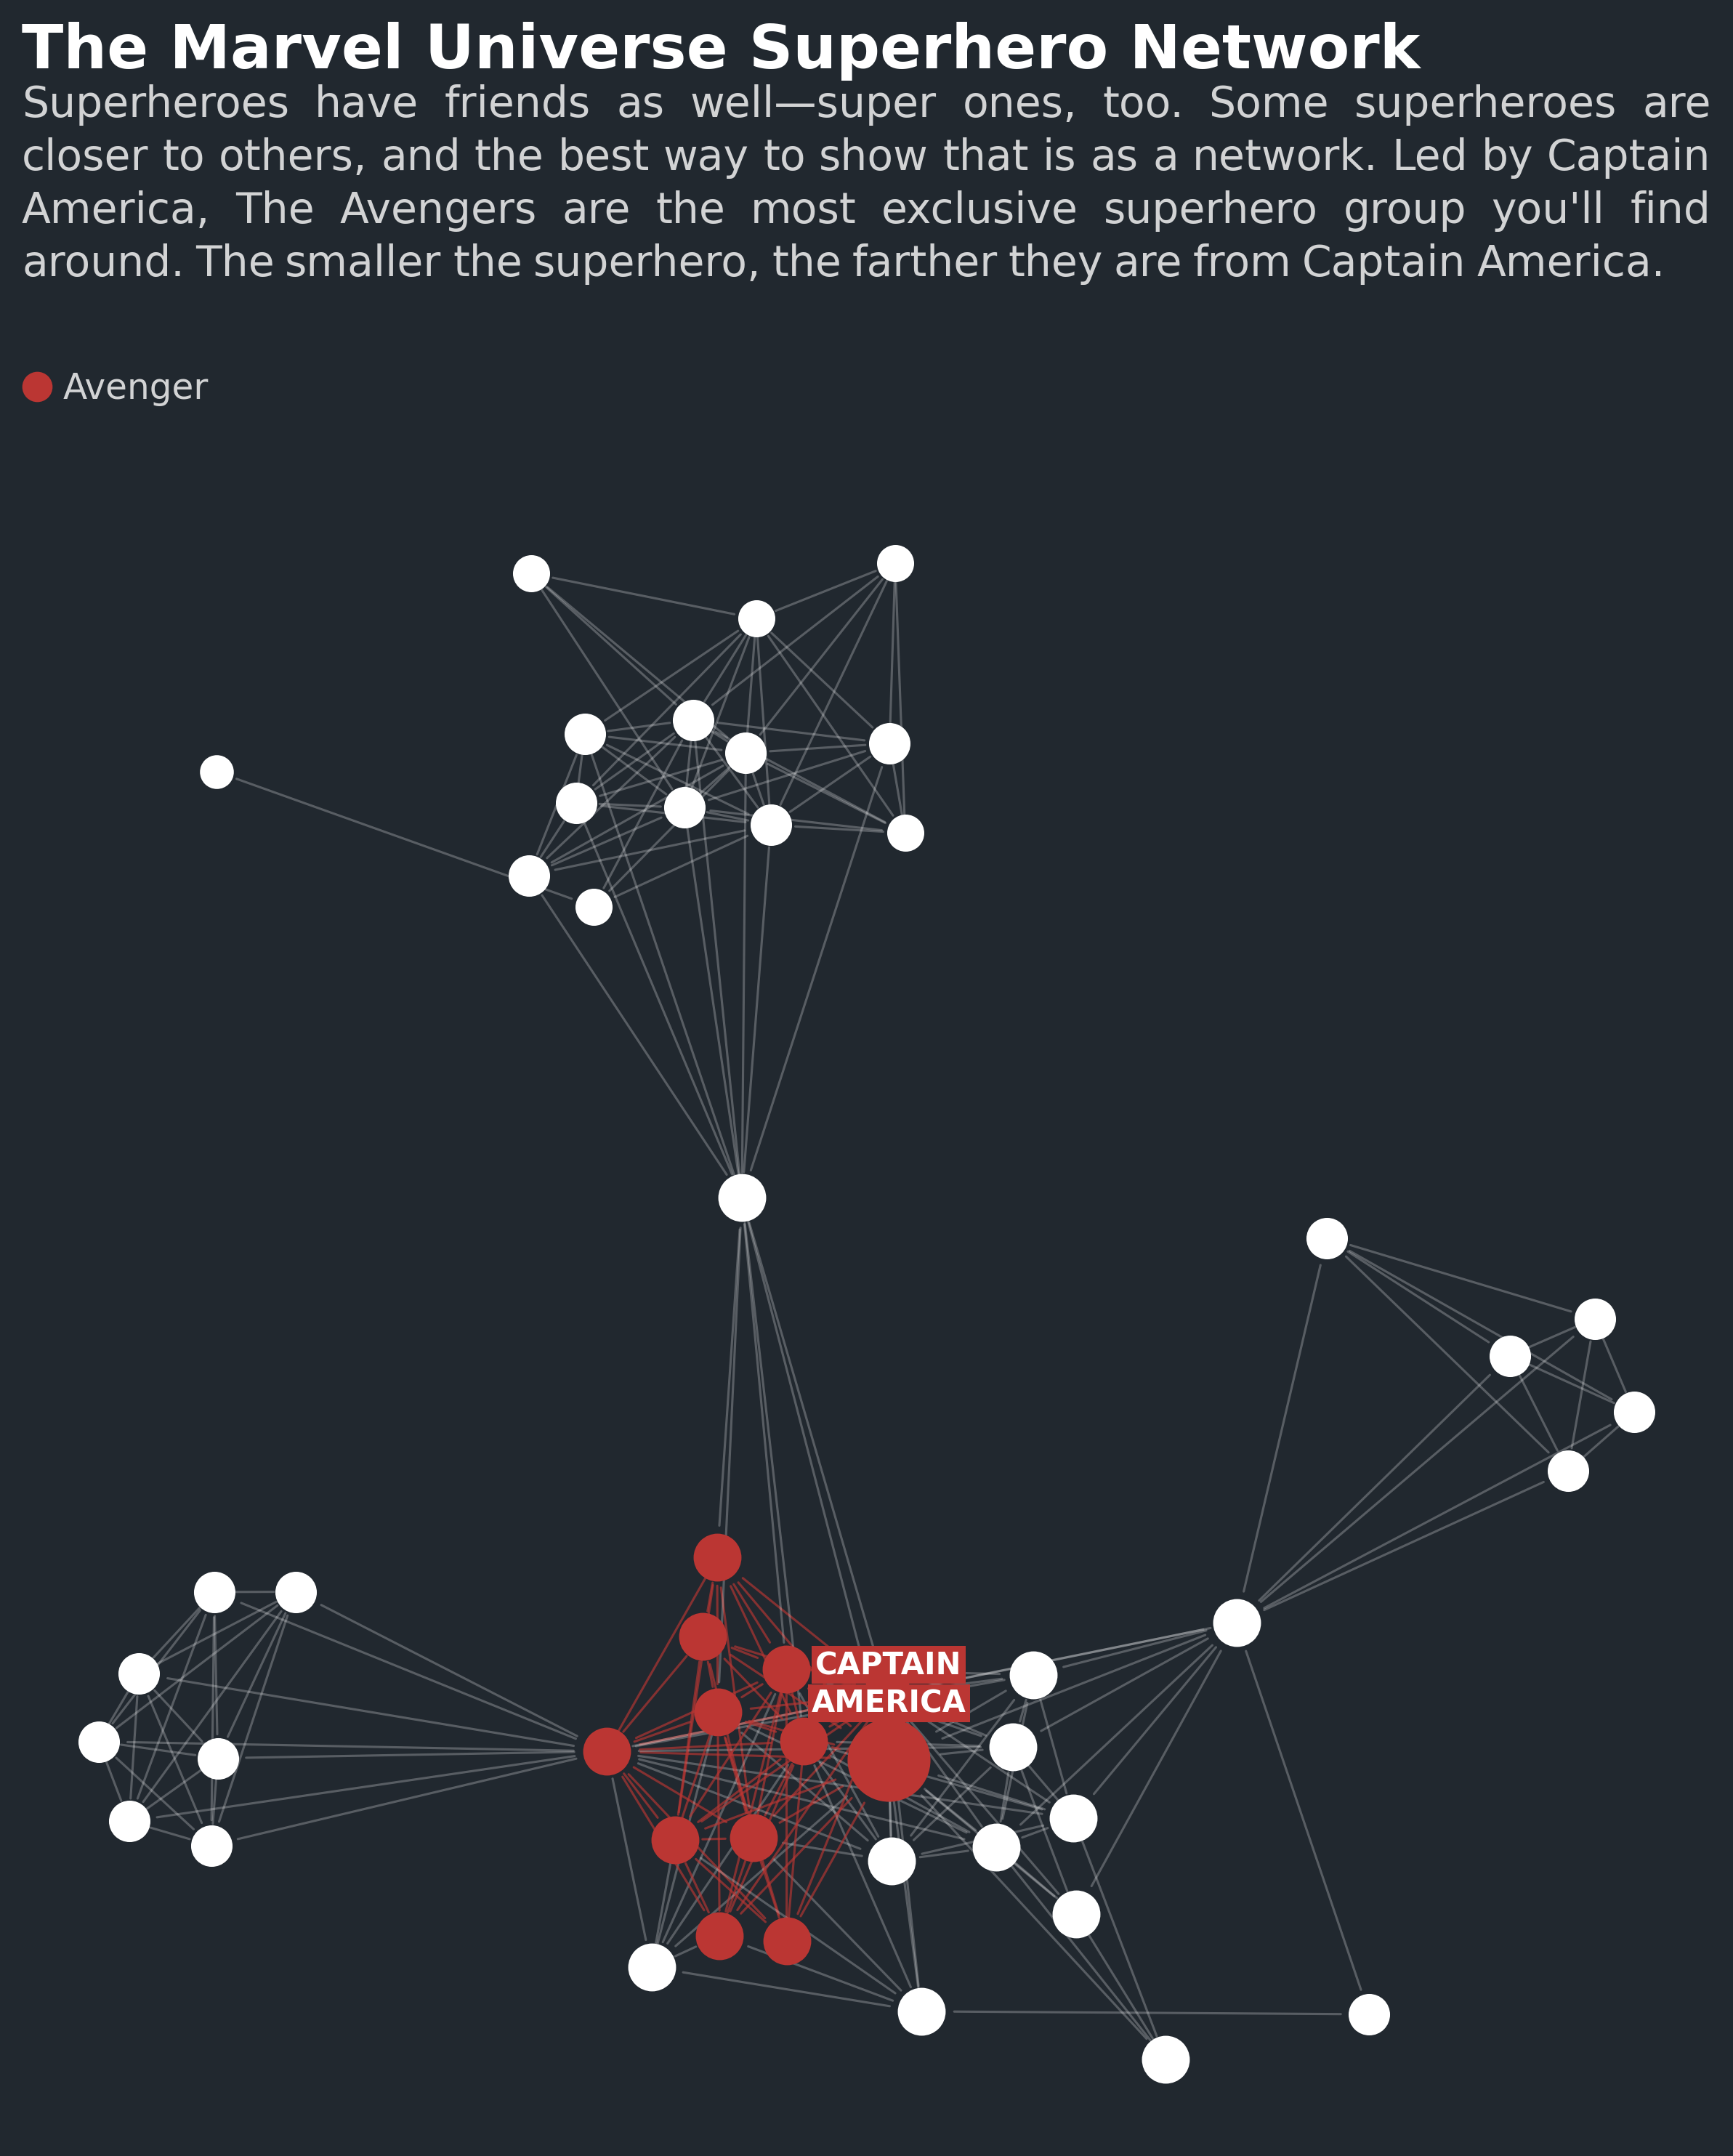 The Marvel Universe Superhero Network
Superheroes have friends as well—super ones, too. Some superheroes are
closer to others, and the best way to show that is as a network. Led by Captain
America, The Avengers are the most exclusive superhero group you'll find
around. The smaller the superhero, the farther they are from Captain America.
Avenger
CAPTAIN
AMERICA